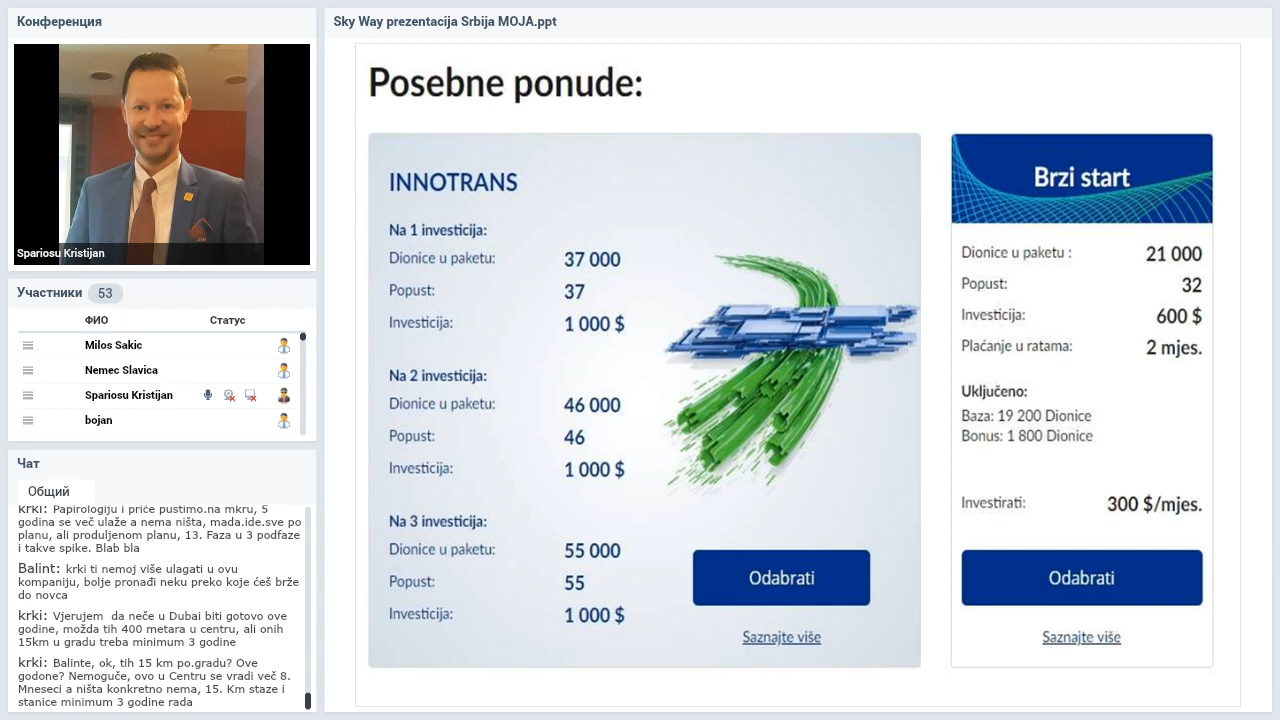 Конференция
Spariosu Kristijan
Участники 53
ФИО Статус
Milos Sakic
Nemec Slavica
Spariosu Kristijan
bojan
Чат
Общий
krki: Papirologiju i priče pustimo.na mkru, 5
godina se več ulaže a nema ništa, mada.ide.sve po
planu, ali produljenom planu, 13. Faza u 3 podfaze
i takve spike. Blab bla
Balint: krki ti nemoj više ulagati u ovu
kompaniju, bolje pronađi neku preko koje ćeš brže
do novca
krki: Vjerujem da neče u Dubai biti gotovo ove
godine, možda tih 400 metara u centru, ali onih
15km u gradu treba minimum 3 godine
krki: Balinte, ok, tih 15 km po.gradu? Ove
godone? Nemoguče, ovo u Centru se vradi več 8.
Mneseci a ništa konkretno nema, 15. Km staze i
stanice minimum 3 godine rada
Sky Way prezentacija Srbija MOJA.ppt
Posebne ponude:
INNOTRANS
Na 1 investicija:
Dionice u paketu: 37 000
Popust: 37
Investicija: 1 000 $
Na 2 investicija:
Dionice u paketu: 46 000
Popust: 46
Investicija: 1 000 $
Na 3 investicija:
Dionice u paketu: 55 000
Popust: 55
Investicija: 1 000 $
Odabrati
Saznajte više
Brzi start
Dionice u paketu : 21 000
Popust: 32
Investicija: 600 $
Plaćanje u ratama: 2 mjes.
Uključeno:
Baza: 19 200 Dionice
Bonus: 1 800 Dionice
Investirati: 300 $/mjes.
Odabrati
Saznajte više